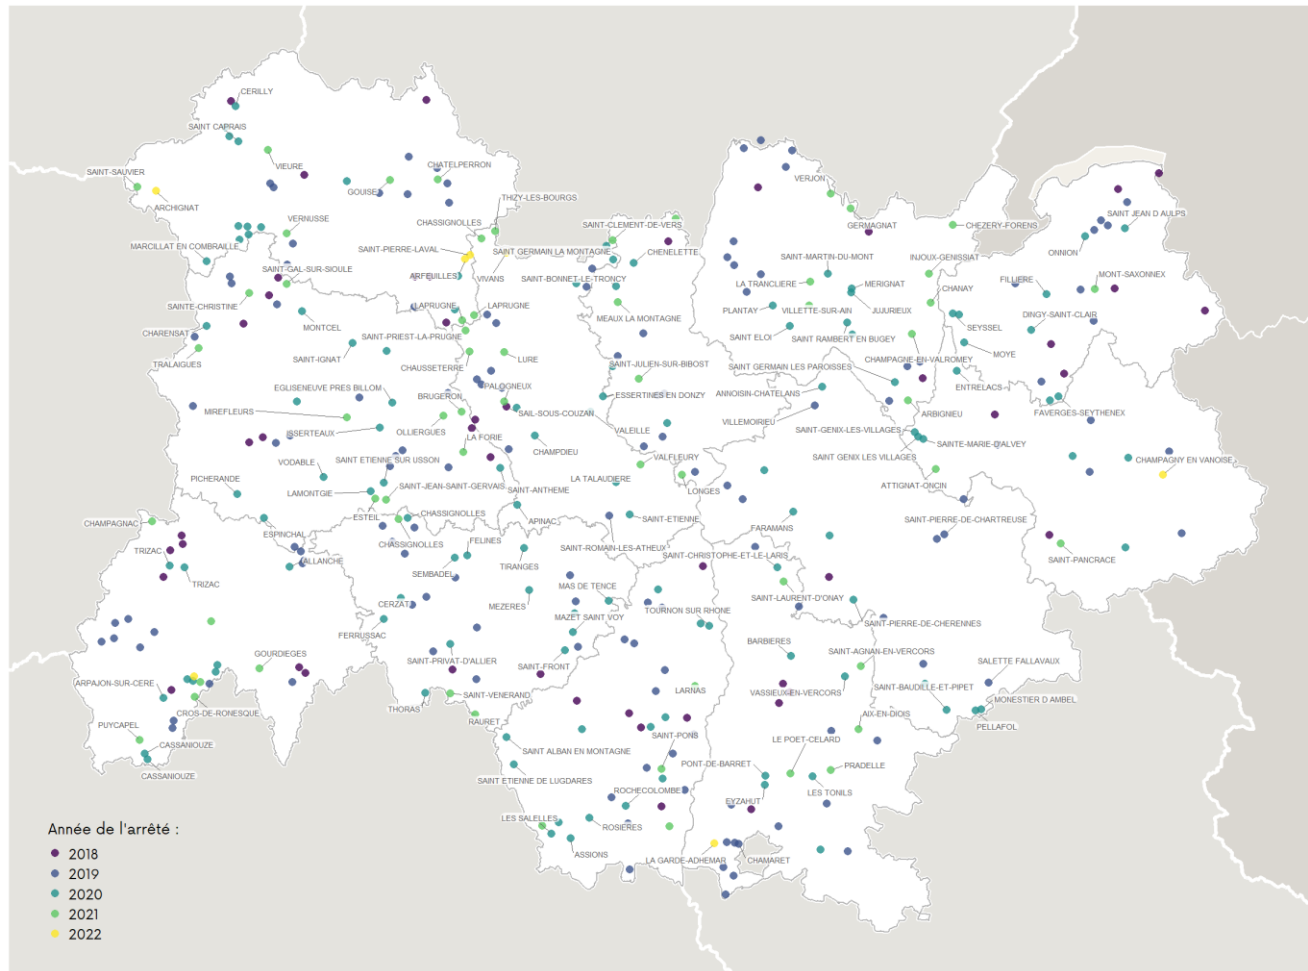 CERILLY
SAINT CAPRAIS
VIEURE
SAINT-SAUVIER
ARCHIGNAT
GOUISE
CHATELPERRON
THIZY-LES-BOURGS
CHASSIGNOLLES
VERNUSSE
MARCILLAT EN COMBRAILLE
SAINT-PIERRE-LAVAL
SAINT-CLEMENT-DE-VERS
SAINT GERMAIN LA MONTAGNE
CHENELETTE
VERJON
GERMAGNAT
CHEZERY-FORENS
SAINT JEAN D AULPS
ONNION
SAINT-GAL-SUR-SIOULE
ARFEUILLES
VIVANS
SAINT-BONNET-LE-TRONCY
SAINT-MARTIN-DU-MONT
INJOUX-GENISSIAT
FILLIERE
MONT-SAXONNEX
SAINTE-CHRISTINE
LAPRUGNE
LAPRUGNE
LA TRANCLIERE
MERIGNAT
CHANAY
CHARENSAT
MONTCEL
MEAUX LA MONTAGNE
PLANTAY
VILLETTE-SUR-AIN
JUJURIEUX
SEYSSEL
DINGY-SAINT-CLAIR
SAINT-PRIEST-LA-PRUGNE
SAINT ELOI
SAINT RAMBERT EN BUGEY
MOYE
TRALAIGUES
SAINT-IGNAT
CHAUSSETERRE
LURE
SAINT-JULIEN-SUR-BIBOST
SAINT GERMAIN LES PAROISSES
CHAMPAGNE-EN-VALROMEY
EGLISENEUVE PRES BILLOM
BRUGERON
PALOGNEUX
ESSERTINES EN DONZY
ANNOISIN-CHATELANS
ENTRELACS
MIREFLEURS
SAIL-SOUS-COUZAN
VILLEMOIRIEU
ARBIGNIEU
FAVERGES-SEYTHENEX
ISSERTEAUX
OLLIERGUES
LA FORIE
VALEILLE
SAINT-GENIX-LES-VILLAGES
SAINTE-MARIE-D'ALVEY
CHAMPDIEU
VALFLEURY
SAINT GENIX LES VILLAGES
CHAMPAGNY EN VANOISE
VODABLE
SAINT ETIENNE SUR USSON
PICHERANDE
LA TALAUDIERE
ATTIGNAT-ONCIN
LAMONTGIE
SAINT-JEAN-SAINT-GERVAIS
SAINT-ANTHEME
LONGES
CHAMPAGNAC
ESTEIL
CHASSIGNOLLES
APINAC
SAINT-ETIENNE
FARAMANS
SAINT-PIERRE-DE-CHARTREUSE
ESPINCHAL
CHASSIGNOLLES
FELINES
SAINT-ROMAIN-LES-ATHEUX
TRIZAC
ALLANCHE
SEMBADEL
TIRANGES
SAINT-CHRISTOPHE-ET-LE-LARIS
SAINT-PANCRACE
TRIZAC
CERZAT
MEZERES
MAS DE TENCE
SAINT-LAURENT-D'ONAY
TOURNON SUR RHONE
MAZET SAINT VOY
SAINT-PIERRE-DE-CHERENNES
FERRUSSAC
BARBIERES
GOURDIEGES
SAINT-PRIVAT-D'ALLIER
SAINT-FRONT
SAINT-AGNAN-EN-VERCORS
SALETTE FALLAVAUX
ARPAJON-SUR-CERE
SAINT-VENERAND
LARNAS
VASSIEUX-EN-VERCORS
SAINT-BAUDILLE-ET-PIPET
MONESTIER D AMBEL
THORAS
CROS-DE-RONESQUE
RAURET
AIX-EN-DIOIS
PELLAFOL
PUYCAPEL
SAINT-PONS
CASSANIOUZE
SAINT ALBAN EN MONTAGNE
LE POET-CELARD
CASSANIOUZE
PONT-DE-BARRET
PRADELLE
SAINT ETIENNE DE LUGDARES
ROCHECOLOMBE
LES TONILS
EYZAHUT
LES SALELLES
ROSIERES
ASSIONS
LA GARDE-ADHEMAR
CHAMARET
Année de l'arrêté :
2018
2019
2020
2021
2022